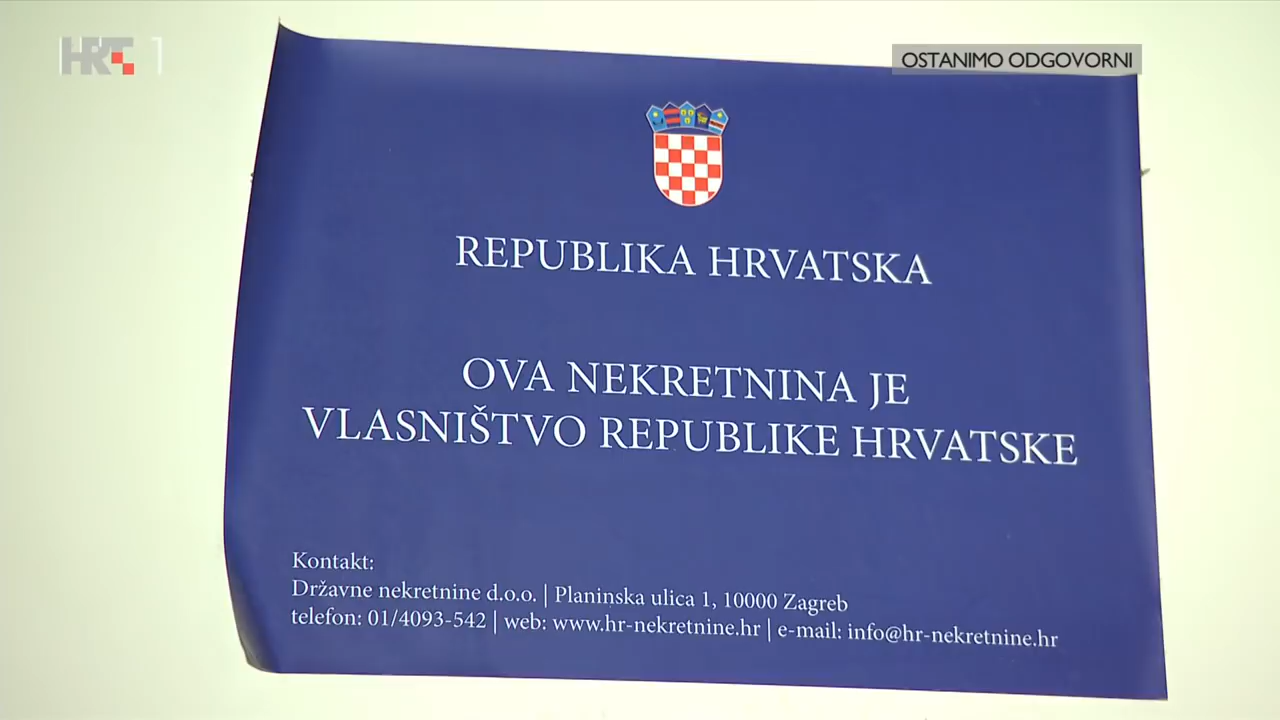 HRT 1
OSTANIMO ODGOVORNI
REPUBLIKA HRVATSKA
OVA NEKRETNINA JE
VLASNIŠTVO REPUBLIKE HRVATSKE
Kontakt:
Državne nekretnine d.o.o. | Planinska ulica 1, 10000 Zagreb
telefon: 01/4093-542 | web: www.hr-nekretnine.hr | e-mail: info@hr-nekretnine.hr